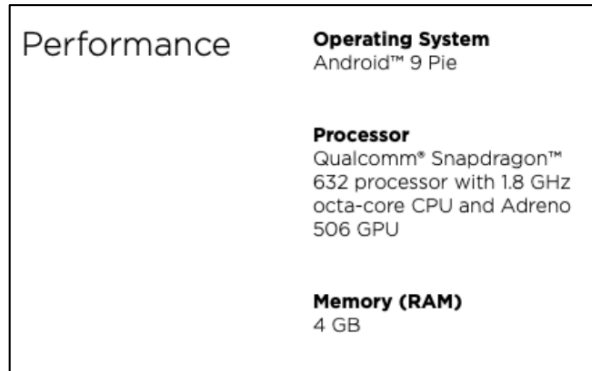 Performance
Operating System
Android™ 9 Pie
Processor
Qualcomm® Snapdragon™
632 processor with 1.8 GHz
octa-core CPU and Adreno
506 GPU
Memory (RAM)
4 GB